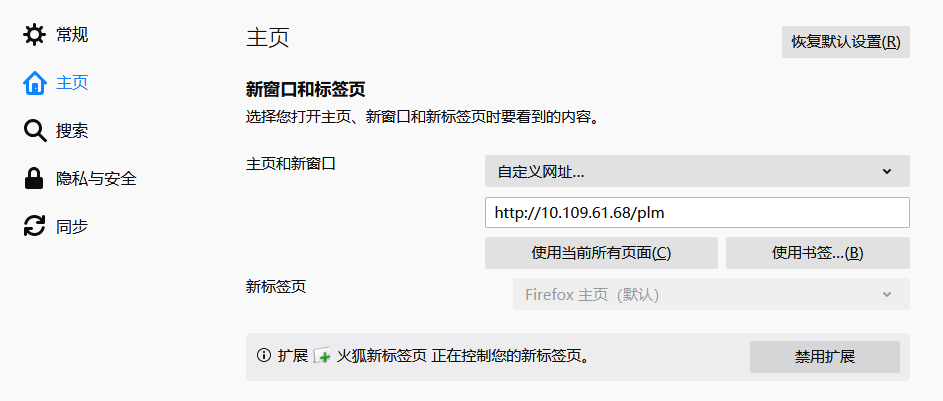 常规
主页
搜索
隐私与安全
同步
主页
恢复默认设置(R)
新窗口和标签页
选择您打开主页、新窗口和新标签页时要看到的内容。
主页和新窗口
自定义网址...
http://10.109.61.68/plm
使用当前所有页面(C)
使用书签...(B)
新标签页
Firefox 主页（默认）
扩展 火狐新标签页 正在控制您的新标签页。
禁用扩展